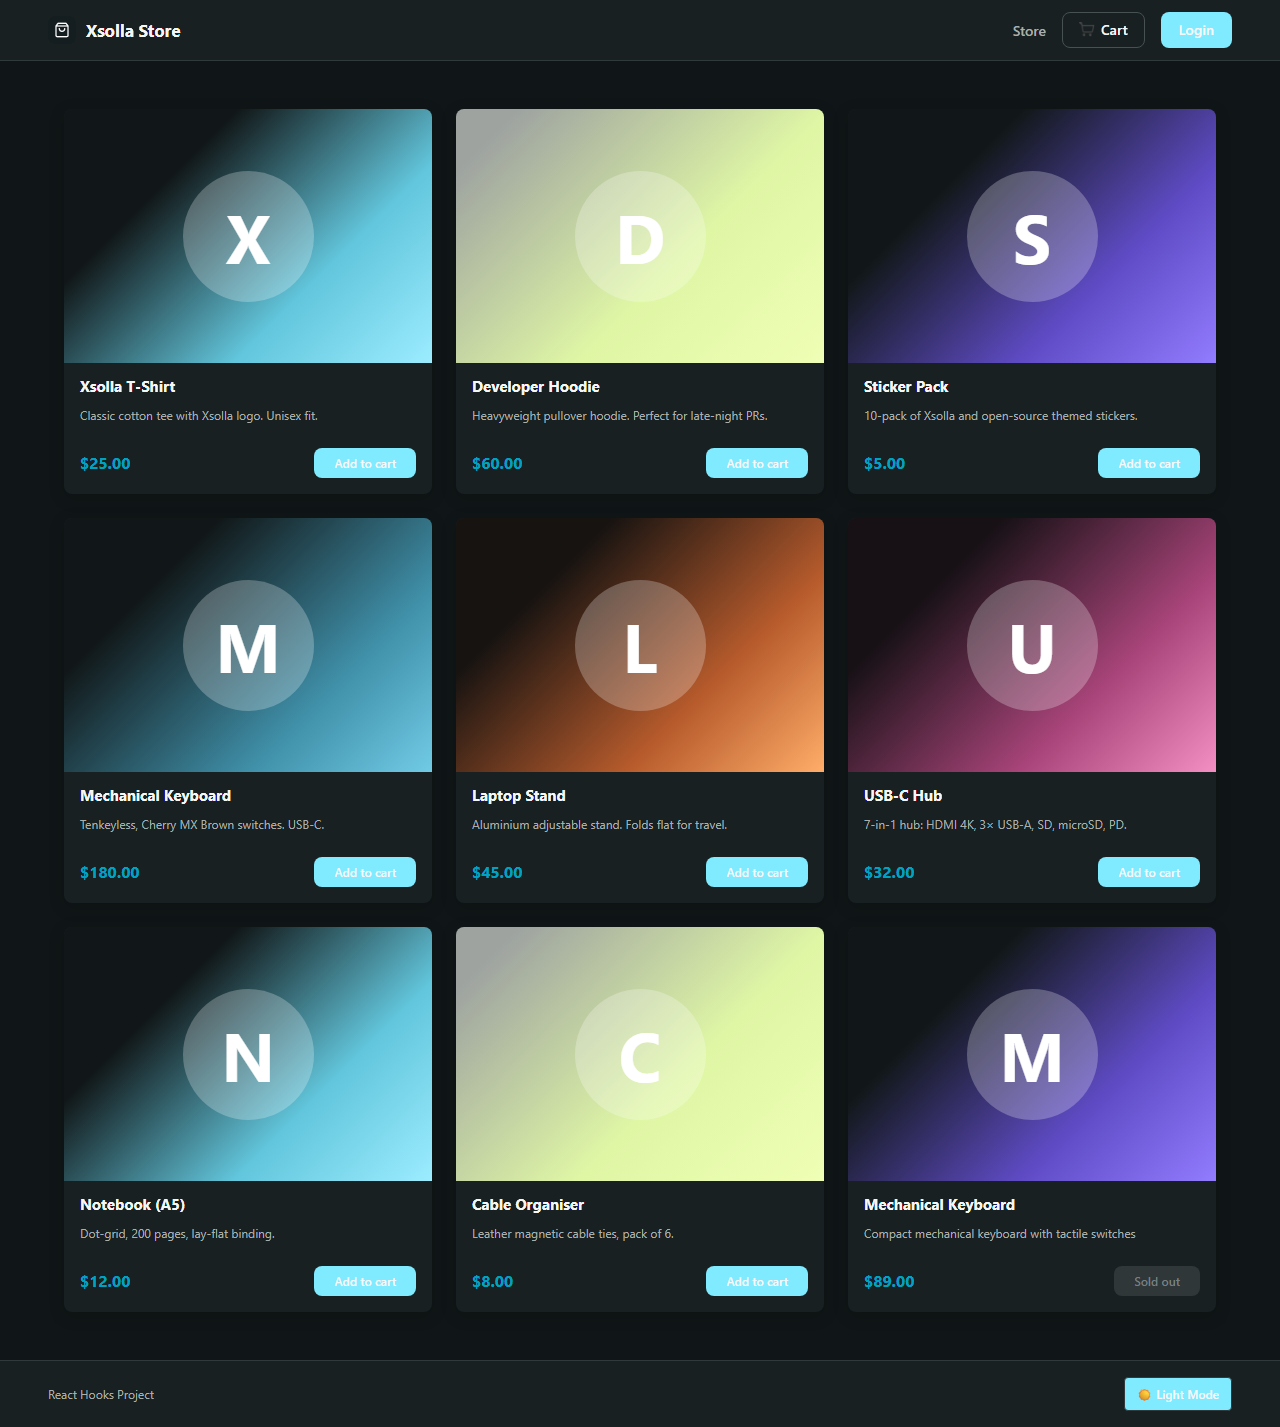 Xsolla Store
Store
Cart
Login
X
D
S
Xsolla T-Shirt
Classic cotton tee with Xsolla logo. Unisex fit.
$25.00
Add to cart
Developer Hoodie
Heavyweight pullover hoodie. Perfect for late-night PRs.
$60.00
Add to cart
Sticker Pack
10-pack of Xsolla and open-source themed stickers.
$5.00
Add to cart
M
L
U
Mechanical Keyboard
Tenkeyless, Cherry MX Brown switches. USB-C.
$180.00
Add to cart
Laptop Stand
Aluminium adjustable stand. Folds flat for travel.
$45.00
Add to cart
USB-C Hub
7-in-1 hub: HDMI 4K, 3× USB-A, SD, microSD, PD.
$32.00
Add to cart
N
C
M
Notebook (A5)
Dot-grid, 200 pages, lay-flat binding.
$12.00
Add to cart
Cable Organiser
Leather magnetic cable ties, pack of 6.
$8.00
Add to cart
Mechanical Keyboard
Compact mechanical keyboard with tactile switches
$89.00
Sold out
React Hooks Project
Light Mode